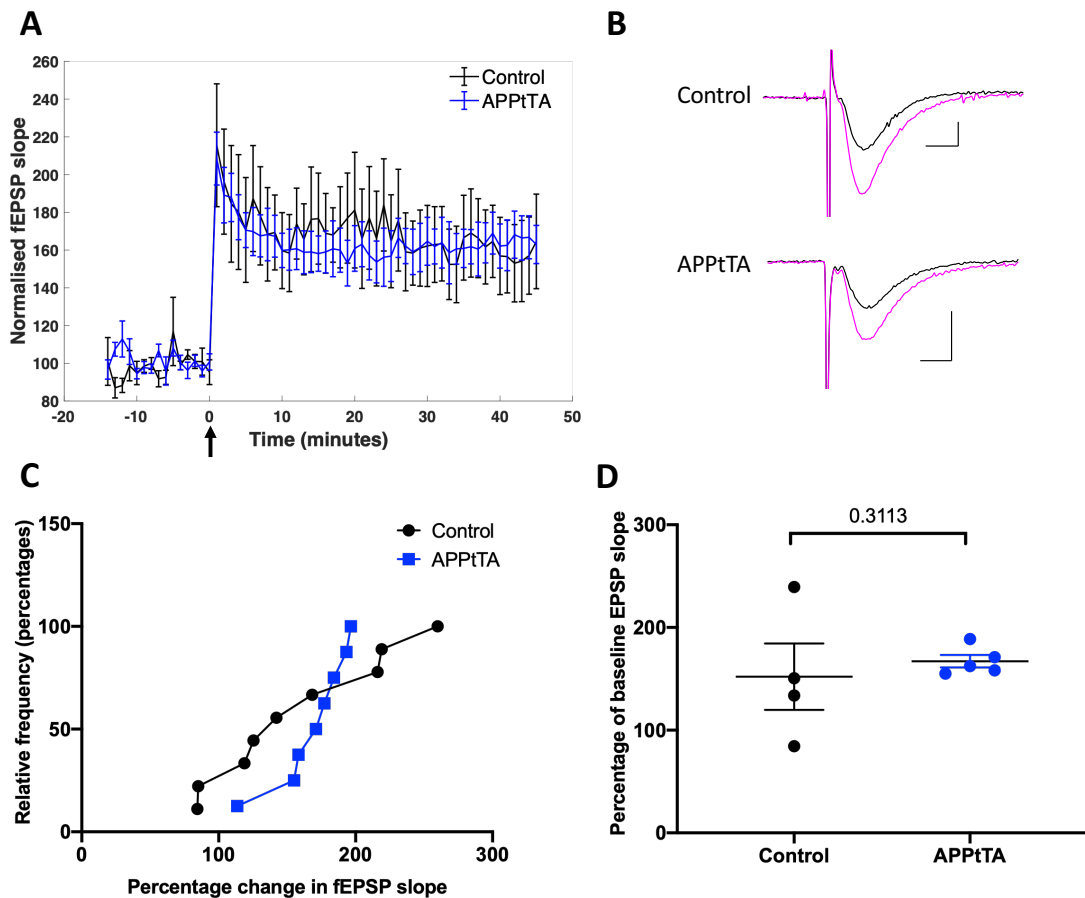 A
Normalised fEPSP slope
260
240
220
200
180
160
140
120
100
80
-20
-10
0
10
20
30
40
50
Time (minutes)
Control
APPtTA
B
Control
APPtTA
C
Relative frequency (percentages)
150
100
50
0
0
100
200
300
Percentage change in fEPSP slope
Control
APPtTA
D
Percentage of baseline EPSP slope
300
200
100
0
0.3113
Control
APPtTA